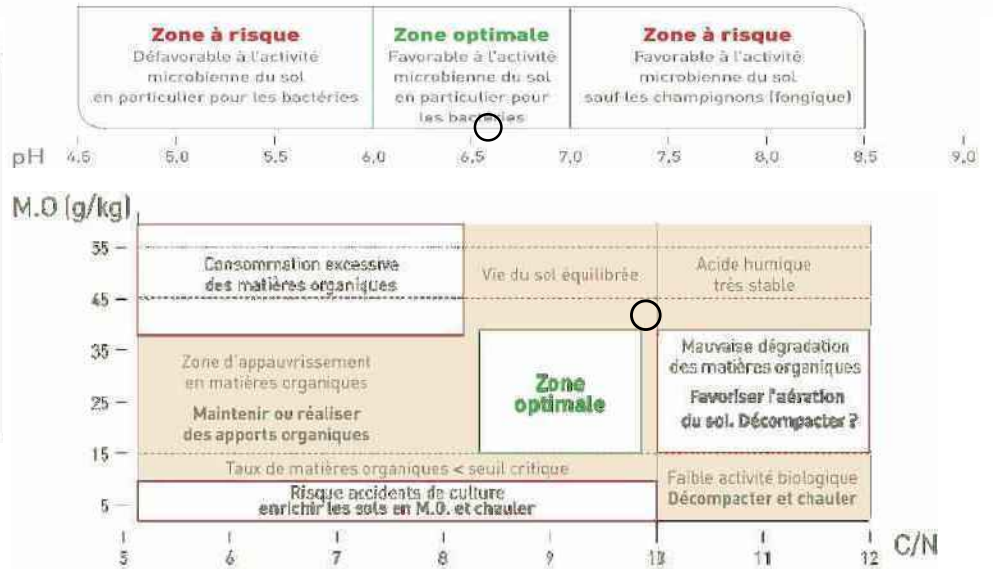 Zone à risque
Défavorable à l'activité
microbienne du sol
en particulier pour les bactéries
Zone optimale
Favorable à l'activité
microbienne du sol
en particulier pour
les bactéries
Zone à risque
Favorable à l'activité
microbienne du sol
sauf les champignons (fongique)
pH 4,5 5,0 5,5 6,0 6,5 7,0 7,5 8,0 8,5 9,0
M.O (g/kg)
55
45
35
25
15
5
Consommation excessive
des matières organiques
Vie du sol équilibrée
Acide humique
très stable
Zone d'appauvrissement
en matières organiques
Maintenir ou réaliser
des apports organiques
Zone
optimale
Mauvaise dégradation
des matières organiques
Favoriser l'aération
du sol. Décompacter ?
Taux de matières organiques < seuil critique
Risque accidents de culture
enrichir les sols en M.O. et chauler
Faible activité biologique
Décompacter et chauler
5 6 7 8 9 10 11 12 C/N